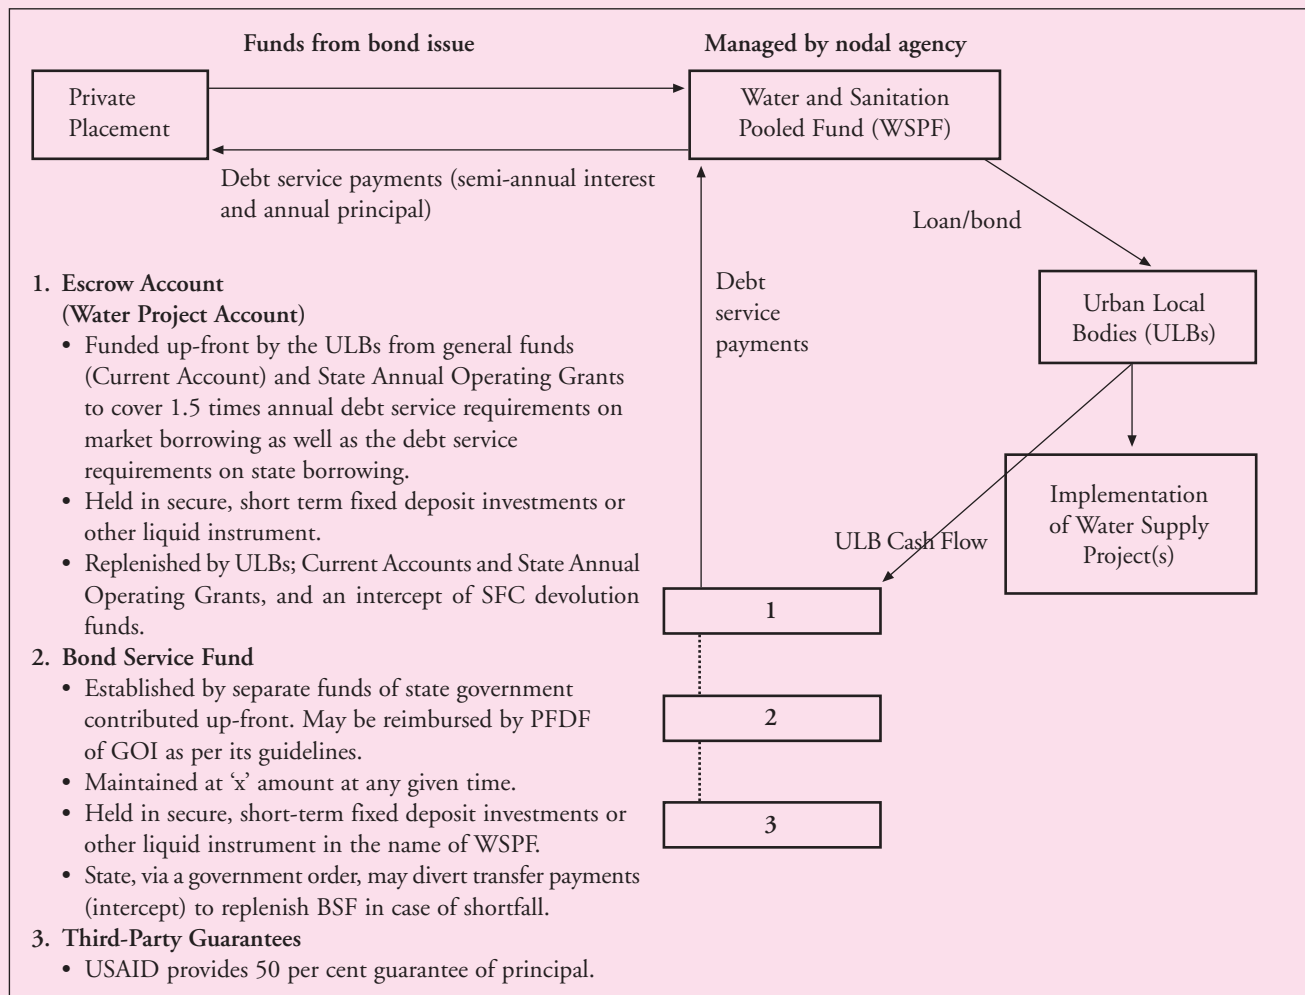 Funds from bond issue
Managed by nodal agency
Private
Placement
Water and Sanitation
Pooled Fund (WSPF)
Debt service payments (semi-annual interest
and annual principal)
Loan/bond
Debt
service
payments
Urban Local
Bodies (ULBs)
Implementation
of Water Supply
Project(s)
ULB Cash Flow
1
2
3
1. Escrow Account
(Water Project Account)
• Funded up-front by the ULBs from general funds
(Current Account) and State Annual Operating Grants
to cover 1.5 times annual debt service requirements on
market borrowing as well as the debt service
requirements on state borrowing.
• Held in secure, short term fixed deposit investments or
other liquid instrument.
• Replenished by ULBs; Current Accounts and State Annual
Operating Grants, and an intercept of SFC devolution
funds.
2. Bond Service Fund
• Established by separate funds of state government
contributed up-front. May be reimbursed by PFDF
of GOI as per its guidelines.
• Maintained at ‘x’ amount at any given time.
• Held in secure, short-term fixed deposit investments or
other liquid instrument in the name of WSPF.
• State, via a government order, may divert transfer payments
(intercept) to replenish BSF in case of shortfall.
3. Third-Party Guarantees
• USAID provides 50 per cent guarantee of principal.